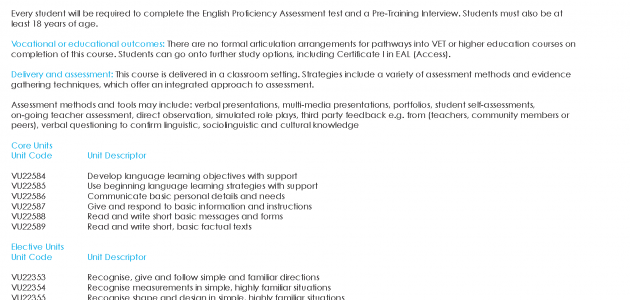 Every student will be required to complete the English Proficiency Assessment test and a Pre-Training Interview. Students must also be at
least 18 years of age.
Vocational or educational outcomes: There are no formal articulation arrangements for pathways into VET or higher education courses on
completion of this course. Students can go onto further study options, including Certificate I in EAL (Access).
Delivery and assessment: This course is delivered in a classroom setting. Strategies include a variety of assessment methods and evidence
gathering techniques, which offer an integrated approach to assessment.
Assessment methods and tools may include: verbal presentations, multi-media presentations, portfolios, student self-assessments,
on-going teacher assessment, direct observation, simulated role plays, third party feedback e.g. from (teachers, community members or
peers), verbal questioning to confirm linguistic, sociolinguistic and cultural knowledge
Core Units
Unit Code Unit Descriptor
VU22584 Develop language learning objectives with support
VU22585 Use beginning language learning strategies with support
VU22586 Communicate basic personal details and needs
VU22587 Give and respond to basic information and instructions
VU22588 Read and write short basic messages and forms
VU22589 Read and write short, basic factual texts
Elective Units
Unit Code Unit Descriptor
VU22353 Recognise, give and follow simple and familiar directions
VU22354 Recognise measurements in simple, highly familiar situations
VU22355 Recognise shape and design in simple, highly familiar situations